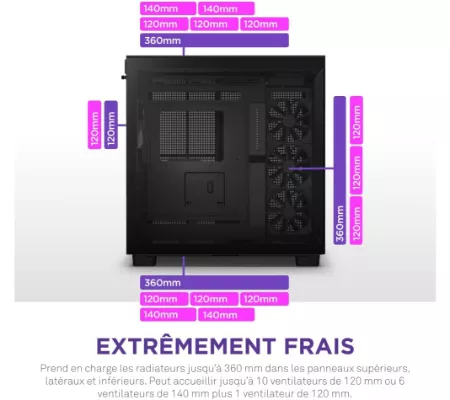 140mm 140mm
120mm 120mm 120mm
360mm
120mm
120mm
120mm
120mm
120mm
360mm
360mm
120mm 120mm 120mm
140mm 140mm
EXTRÊMEMENT FRAIS
Prend en charge les radiateurs jusqu'à 360 mm dans les panneaux supérieurs,
latéraux et inférieurs. Peut accueillir jusqu'à 10 ventilateurs de 120 mm ou 6
ventilateurs de 140 mm plus 1 ventilateur de 120 mm.